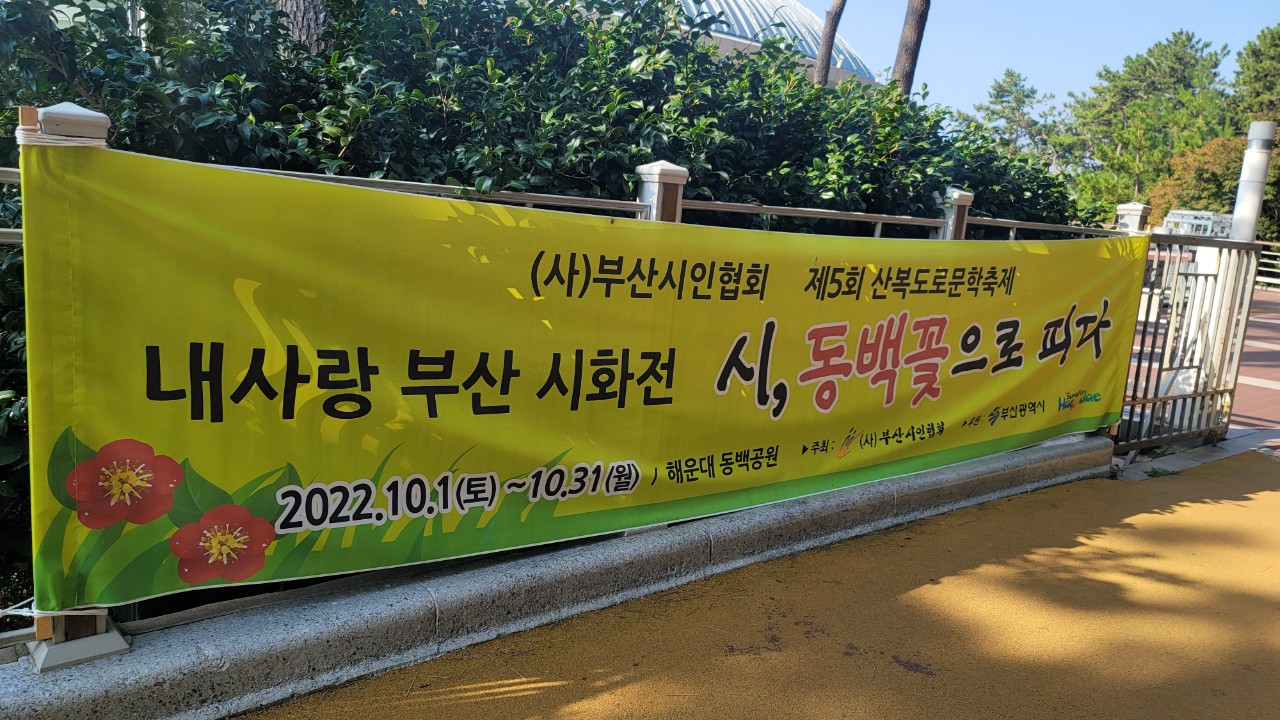 (사)부산시인협회 제5회 산복도로문학축제
내사랑 부산 시화전 시, 동백꽃으로 피다
2022.10.1(토) ~10.31(월) / 해운대 동백공원 ▶주최 : (사)부산시인협회 ▶후원 : 부산광역시